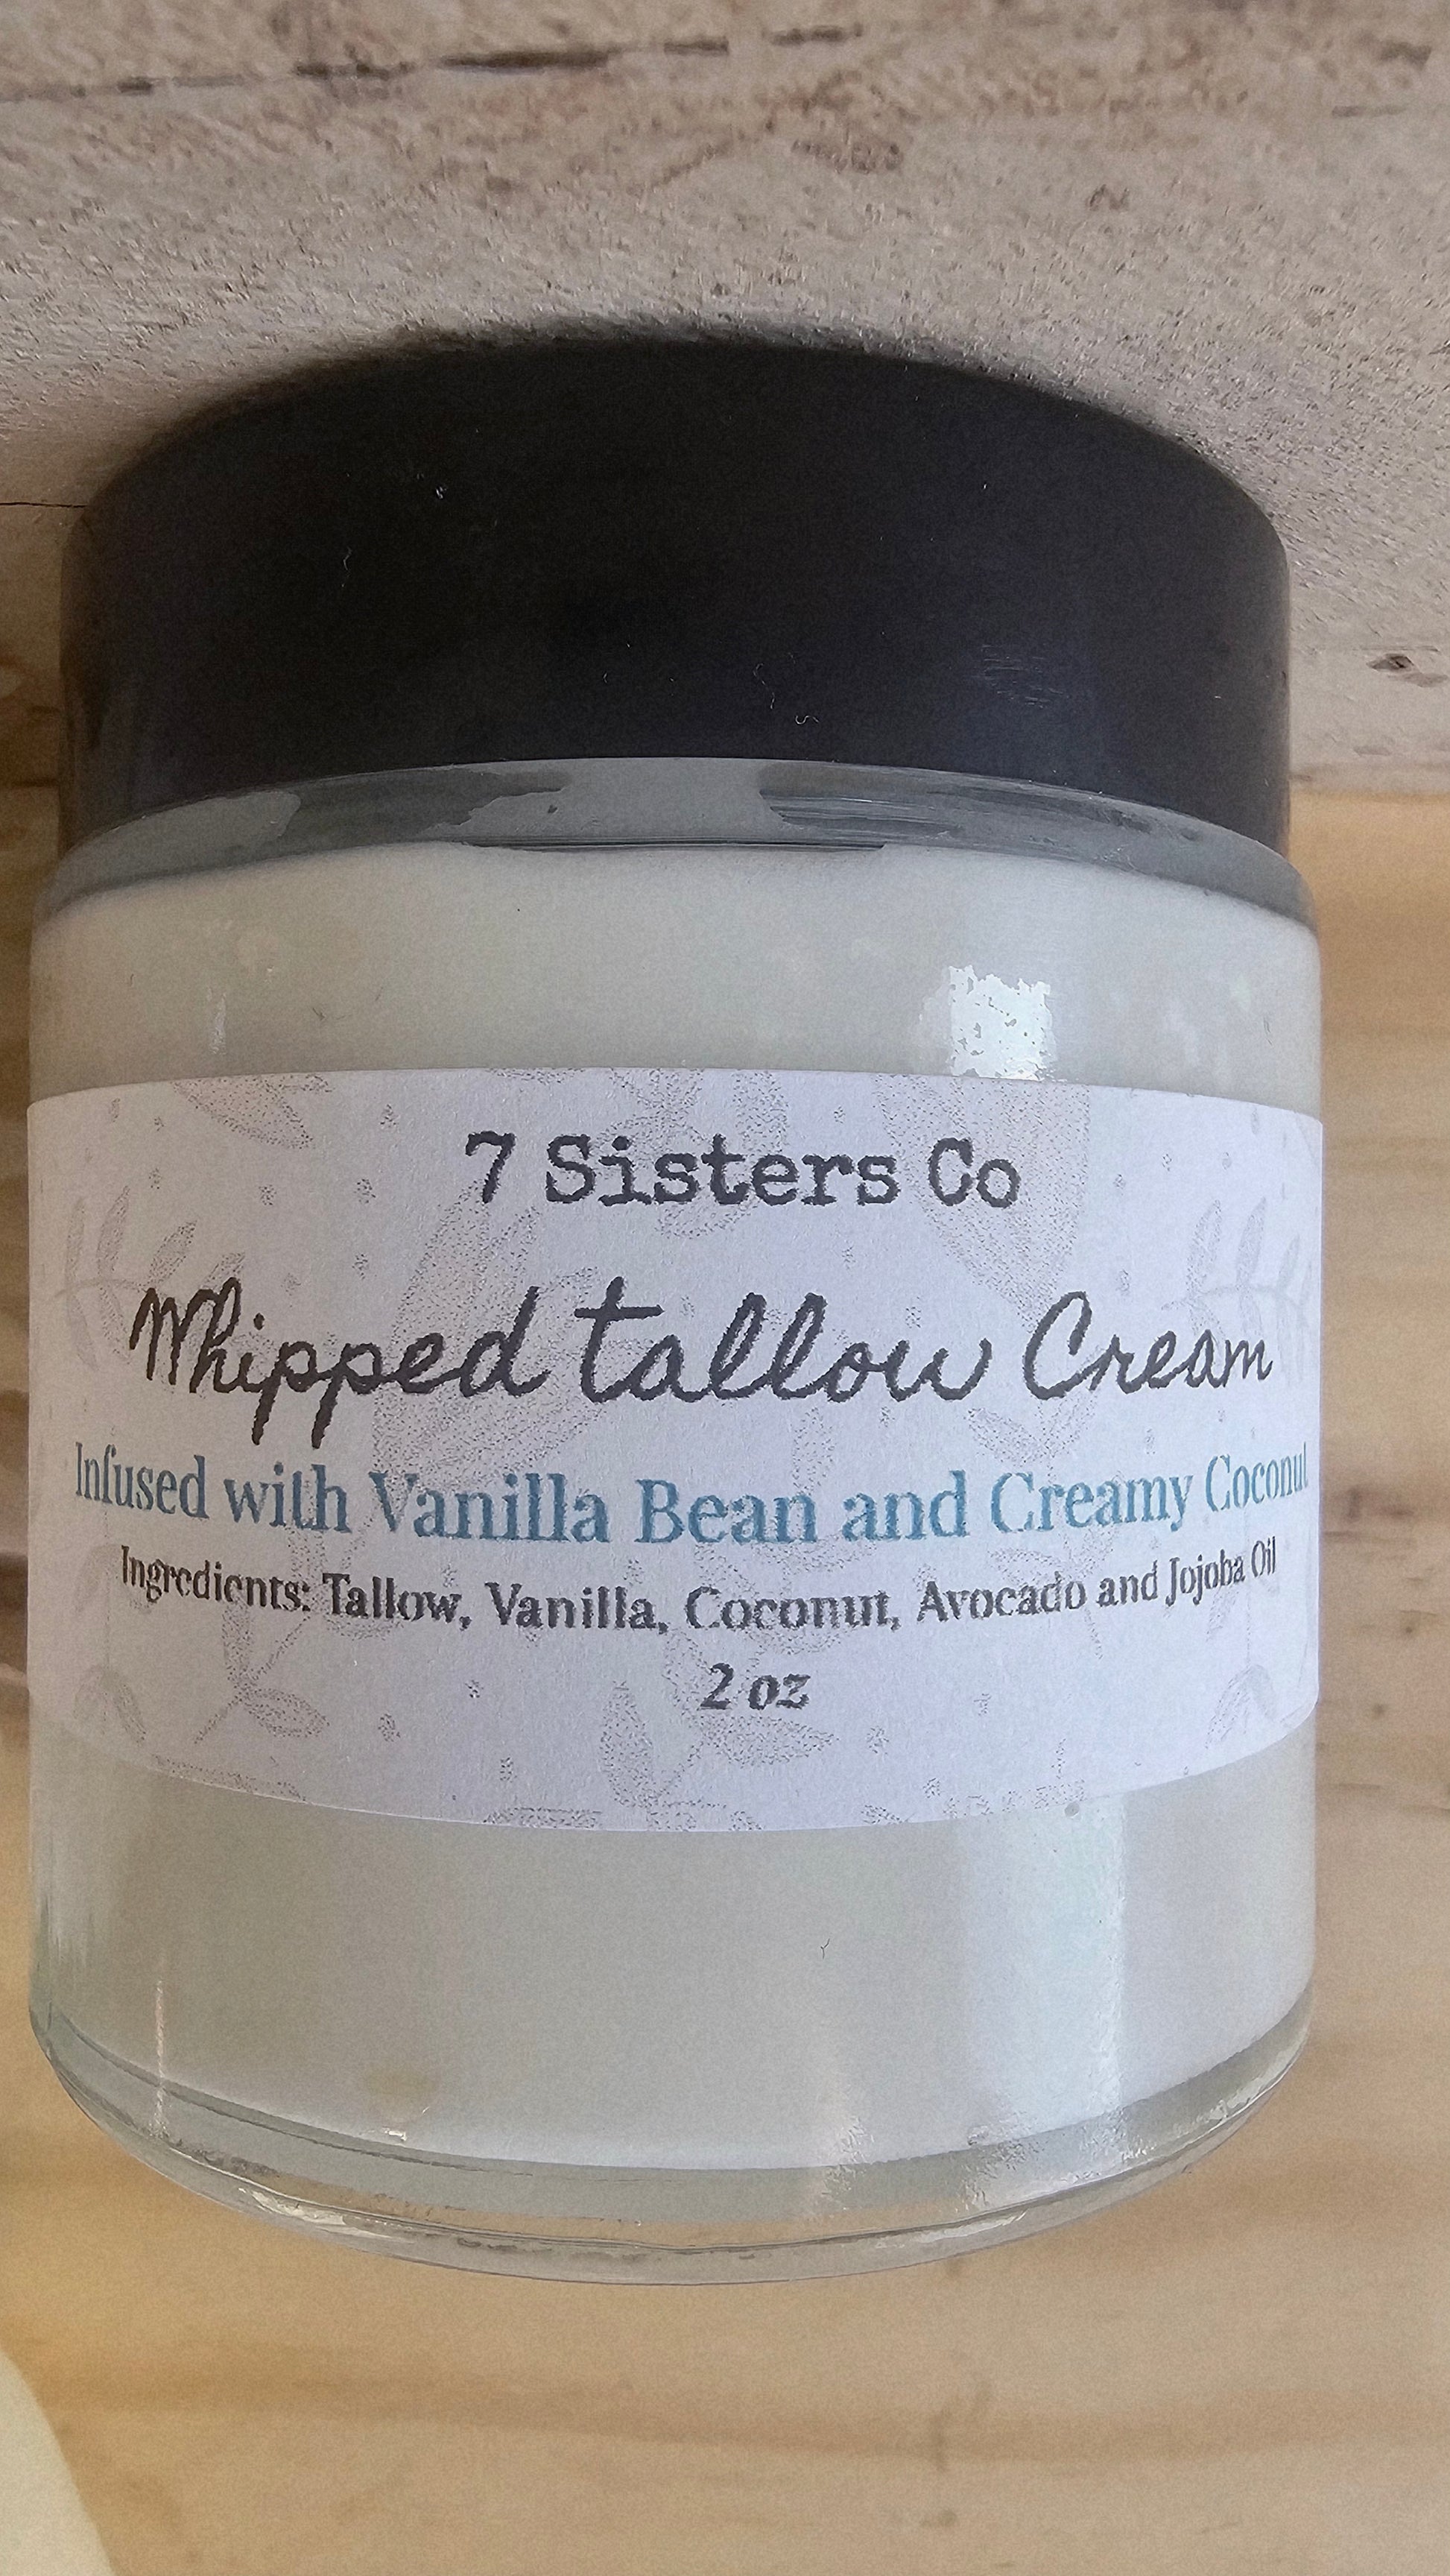 7 Sisters Co
Whipped tallow Cream
Infused with Vanilla Bean and Creamy Coconut
Ingredients: Tallow, Vanilla, Coconut, Avocado and Jojoba Oil
2 oz